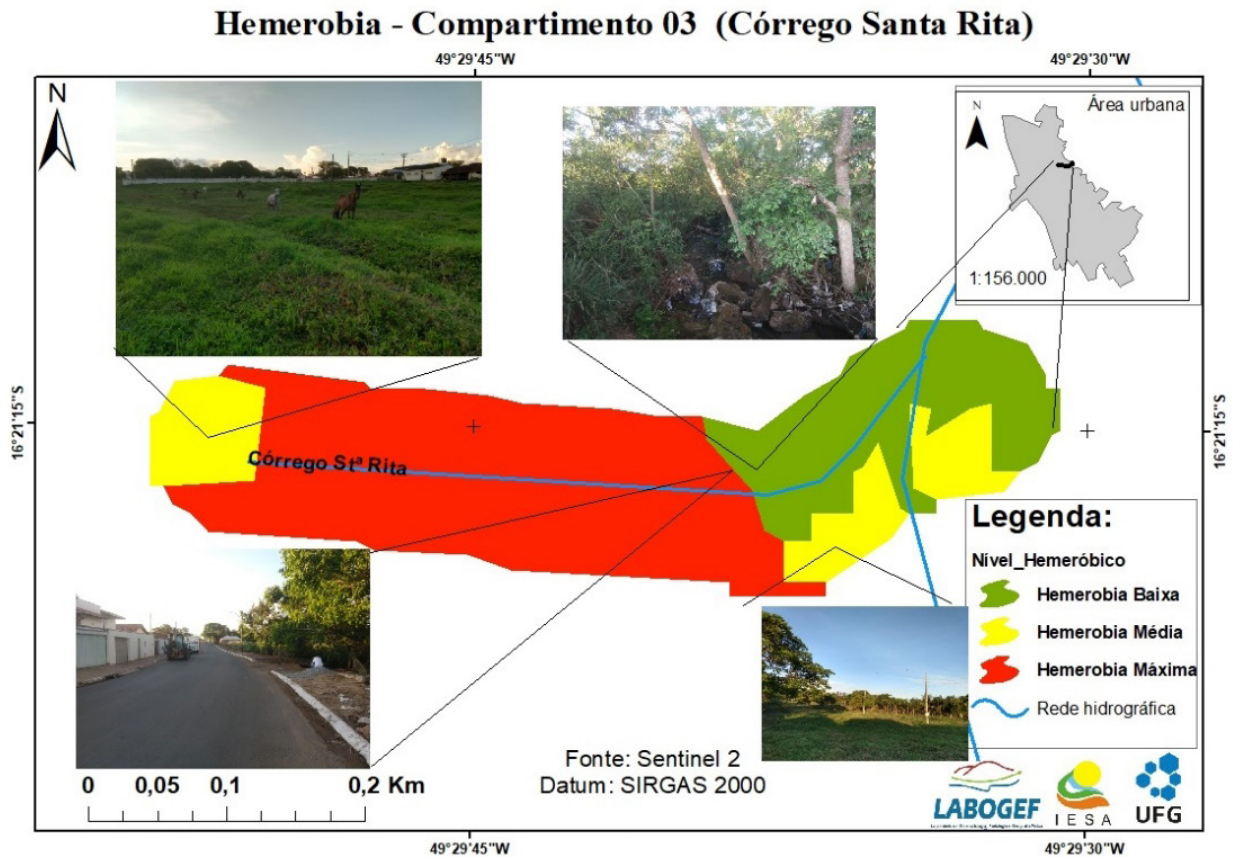 Hemerobia - Compartimento 03 (Córrego Santa Rita)
49°29'45"W
49°29'30"W
N
N
Área urbana
1:156.000
16°21'15"S
16°21'15"S
Córrego Stª Rita
Legenda:
Nível_Hemeróbico
Hemerobia Baixa
Hemerobia Média
Hemerobia Máxima
Rede hidrográfica
Fonte: Sentinel 2
Datum: SIRGAS 2000
0 0,05 0,1 0,2 Km
LABOGEF
IESA
UFG
49°29'45"W
49°29'30"W